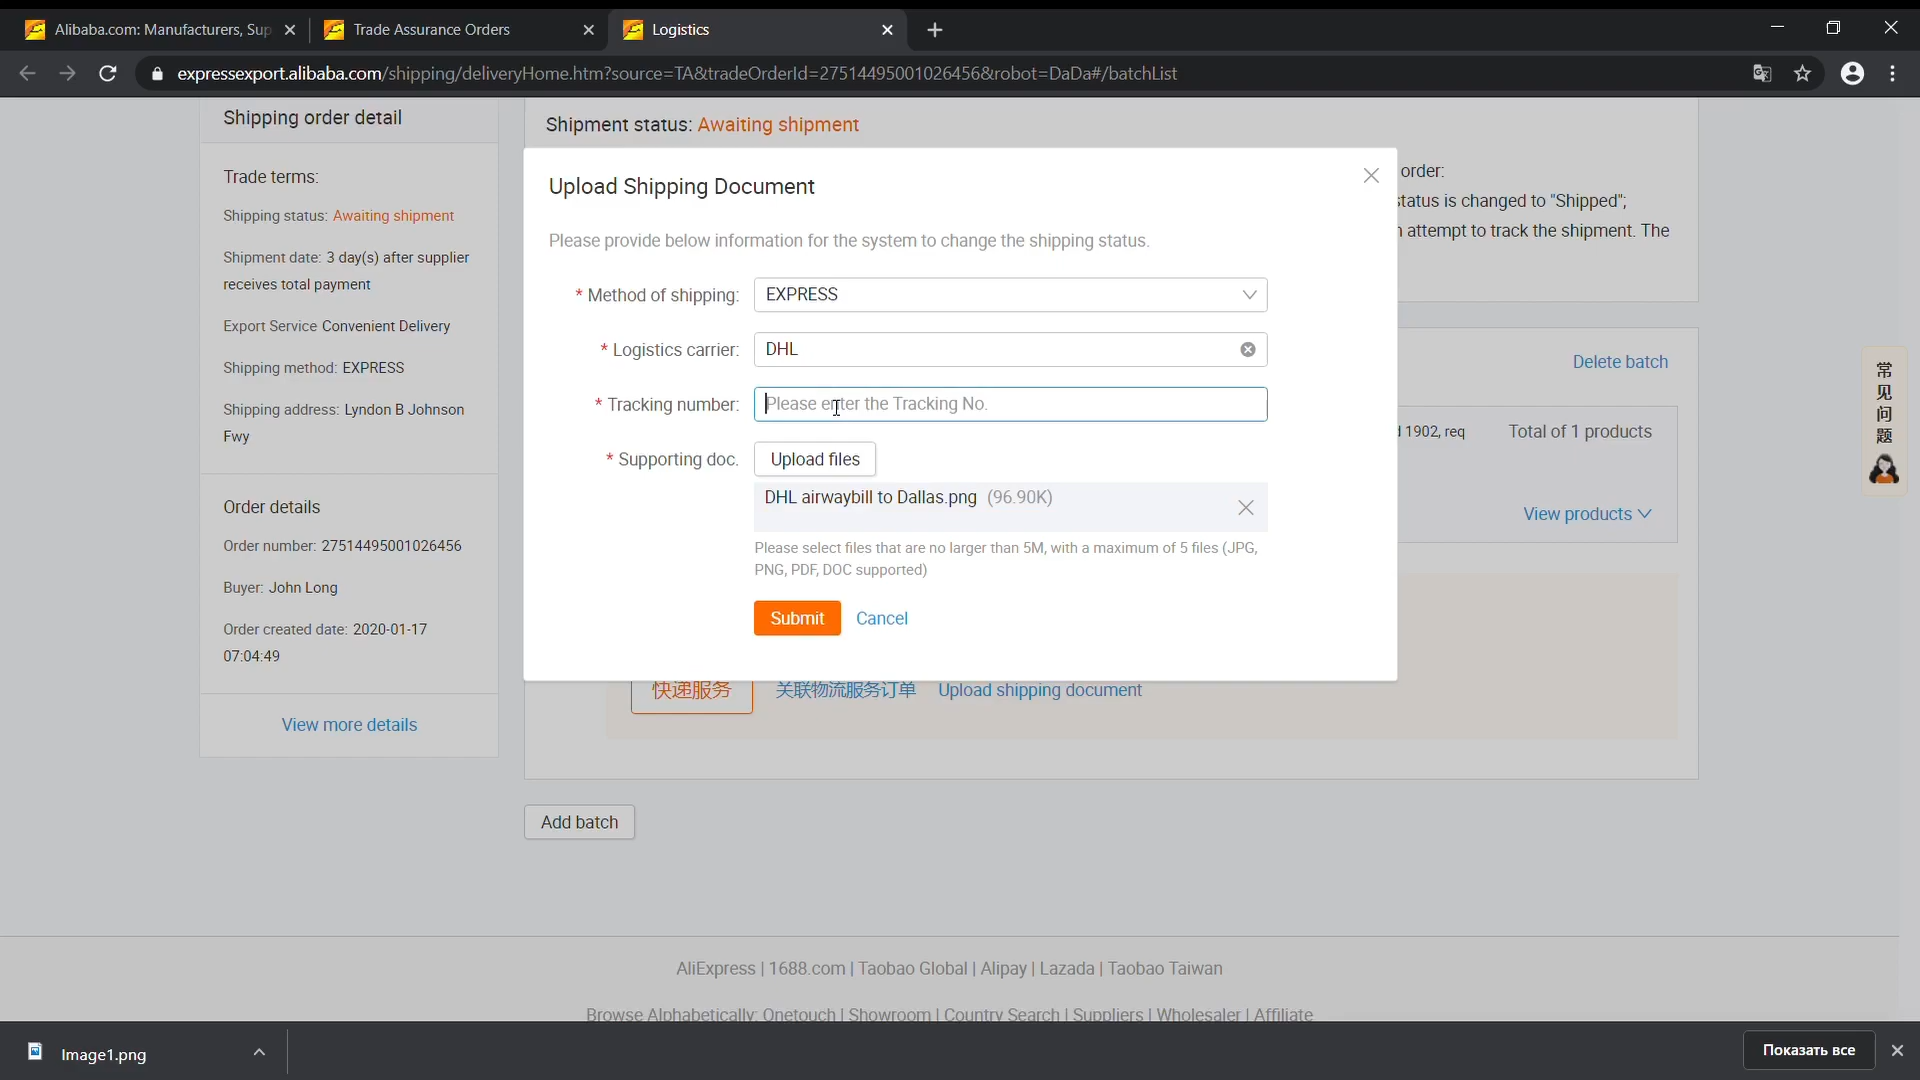 Alibaba.com: Manufacturers, Sup
Trade Assurance Orders
Logistics
expressexport.alibaba.com/shipping/deliveryHome.htm?source=TA&tradeOrderId=27514495001026456&robot=DaDa#/batchList
Shipping order detail
Trade terms:
Shipping status: Awaiting shipment
Shipment date: 3 day(s) after supplier
receives total payment
Export Service Convenient Delivery
Shipping method: EXPRESS
Shipping address: Lyndon B Johnson
Fwy
Order details
Order number: 27514495001026456
Buyer: John Long
Order created date: 2020-01-17
07:04:49
View more details
Shipment status: Awaiting shipment
order:
status is changed to "Shipped";
attempt to track the shipment. The
Upload Shipping Document
Please provide below information for the system to change the shipping status.
* Method of shipping: EXPRESS
* Logistics carrier: DHL
* Tracking number: Please enter the Tracking No.
* Supporting doc. Upload files
DHL airwaybill to Dallas.png (96.90K)
Please select files that are no larger than 5M, with a maximum of 5 files (JPG,
PNG, PDF, DOC supported)
Submit Cancel
Delete batch
1902, req Total of 1 products
View products
快递服务 关联物流服务订单 Upload shipping document
Add batch
常见问题
AliExpress | 1688.com | Taobao Global | Alipay | Lazada | Taobao Taiwan
Browse Alphabetically: Onetouch | Showroom | Country Search | Suppliers | Wholesaler | Affiliate
Image1.png
Показать все